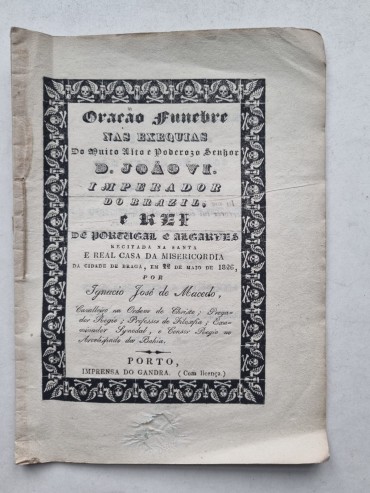 Oração Funebre
NAS EXEQUIAS
Do Muito Alto e Poderozo Senhor
D. JOÃO VI.
IMPERADOR
DO BRAZIL,
e REI
DE PORTUGAL E ALGARVES
RECITADA NA SANTA
E REAL CASA DA MISERICORDIA
DA CIDADE DE BRAGA, EM DE MAIO DE 1826,
POR
Ignacio José de Macedo,
Cavalleiro na Ordem de Christo; Préga-
dor Regio; Professor de Filosofia; Exa-
minador Synodal, e Censor Regio no
Arcebispado da Bahia.
PORTO,
IMPRENSA DO GANDRA. (Com licença)